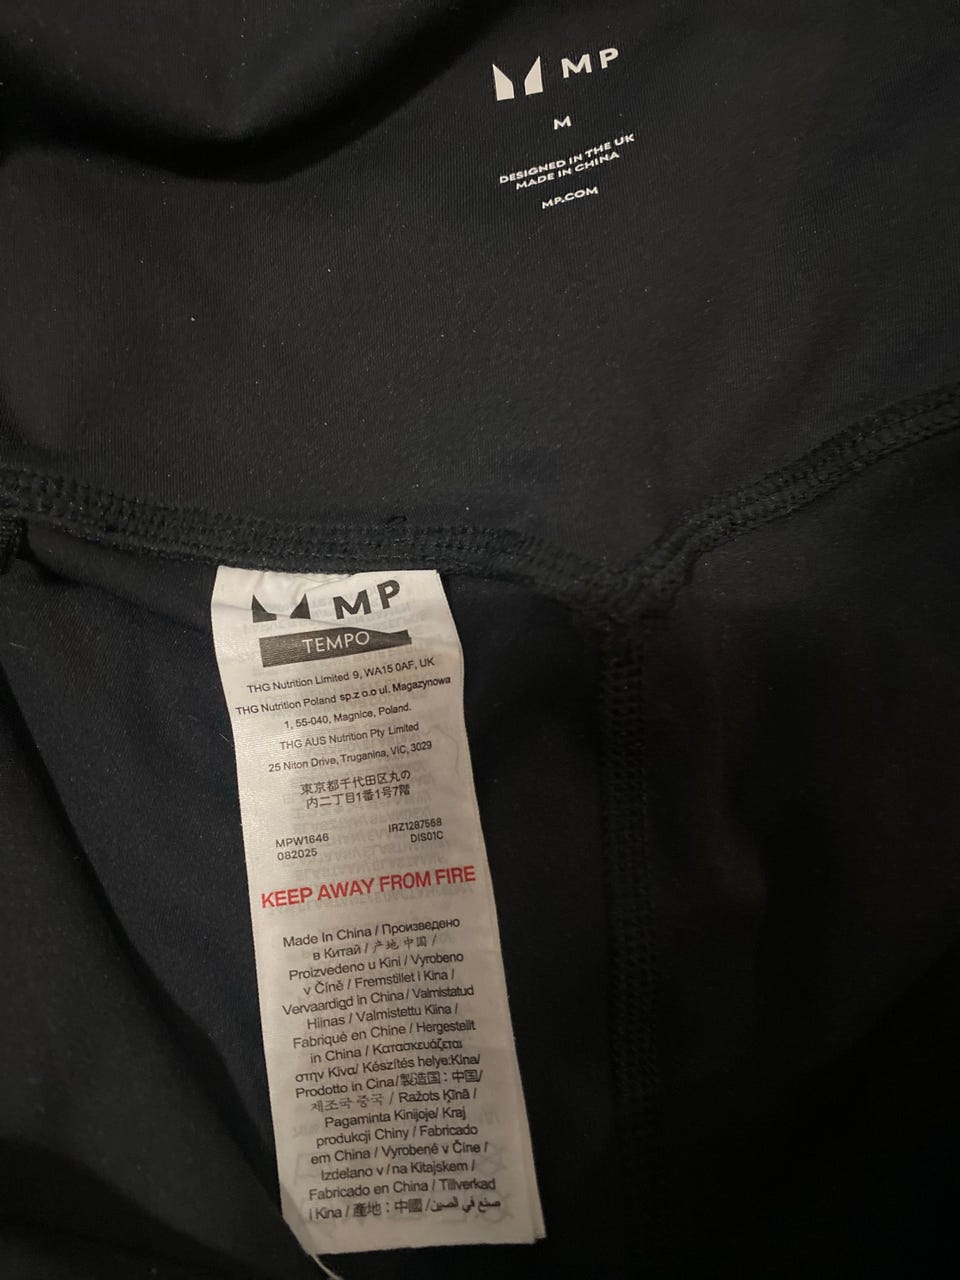 MP
M
DESIGNED IN THE UK
MADE IN CHINA
MP.COM
MP
TEMPO
THG Nutrition Limited 9, WA15 0AF, UK
THG Nutrition Poland sp.z o.o ul. Magazynowa
1, 55-040, Magnice, Poland.
THG AUS Nutrition Pty Limited
25 Niton Drive, Truganina, VIC, 3029
東京都千代田区丸の
内二丁目1番1号7階
MPW1646 IRZ1287568
082025 DIS01C
KEEP AWAY FROM FIRE
Made In China / Произведено
в Китай / 产地 中国 /
Proizvedeno u Kini / Vyrobeno
v Číně / Fremstillet i Kina /
Vervaardigd in China / Valmistatud
Hiinas / Valmistettu Kiina /
Fabriqué en Chine / Hergestellt
in China / Κατασκευάζεται
στην Κίνα/ Készítés helye:Kína/
Prodotto in Cina/製造国：中国/
제조국 중국 / Ražots Ķīnā /
Pagaminta Kinijoje/ Kraj
produkcji Chiny / Fabricado
em China / Vyrobené v Číne /
Izdelano v / na Kitajskem /
Fabricado en China / Tillverkad
i Kina / 產地：中國/ صنع في الصين